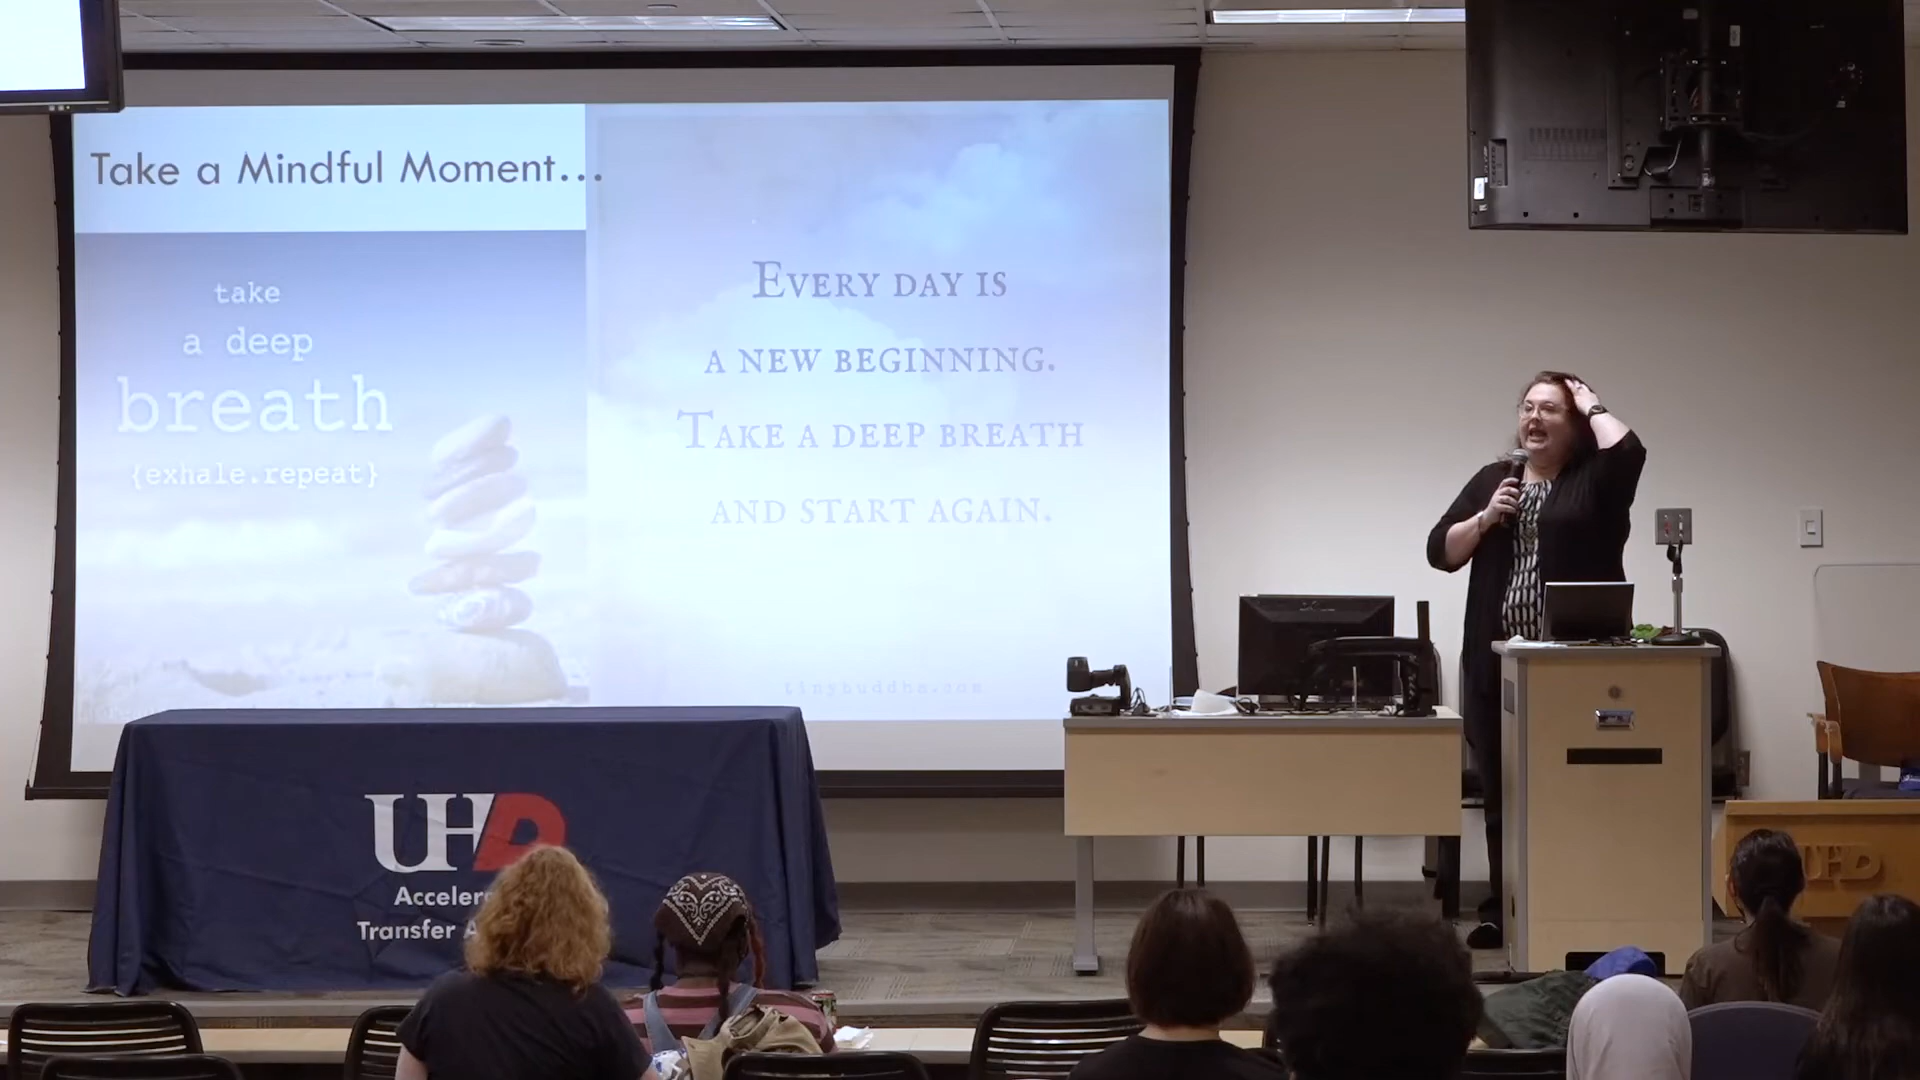 Take a Mindful Moment...
take
a deep
breath
{exhale.repeat}
EVERY DAY IS
A NEW BEGINNING.
TAKE A DEEP BREATH
AND START AGAIN.
tinybuddha.com
UHD
Transfer
UHD